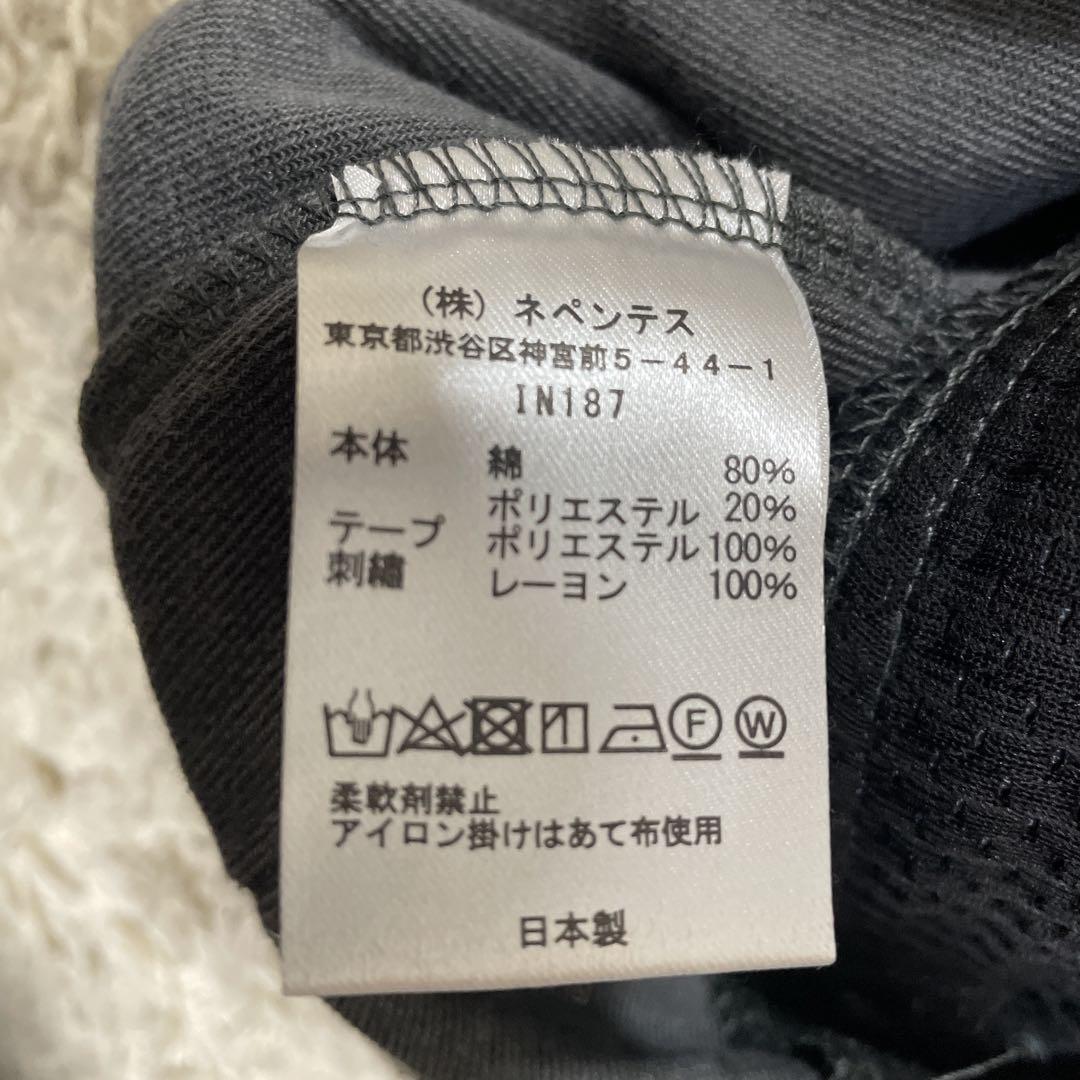 (株) ネペンテス
東京都渋谷区神宮前5-44-1
IN187
本体 綿 80%
ポリエステル 20%
テープ ポリエステル 100%
刺繍 レーヨン 100%
F W
柔軟剤禁止
アイロン掛けはあて布使用
日本製